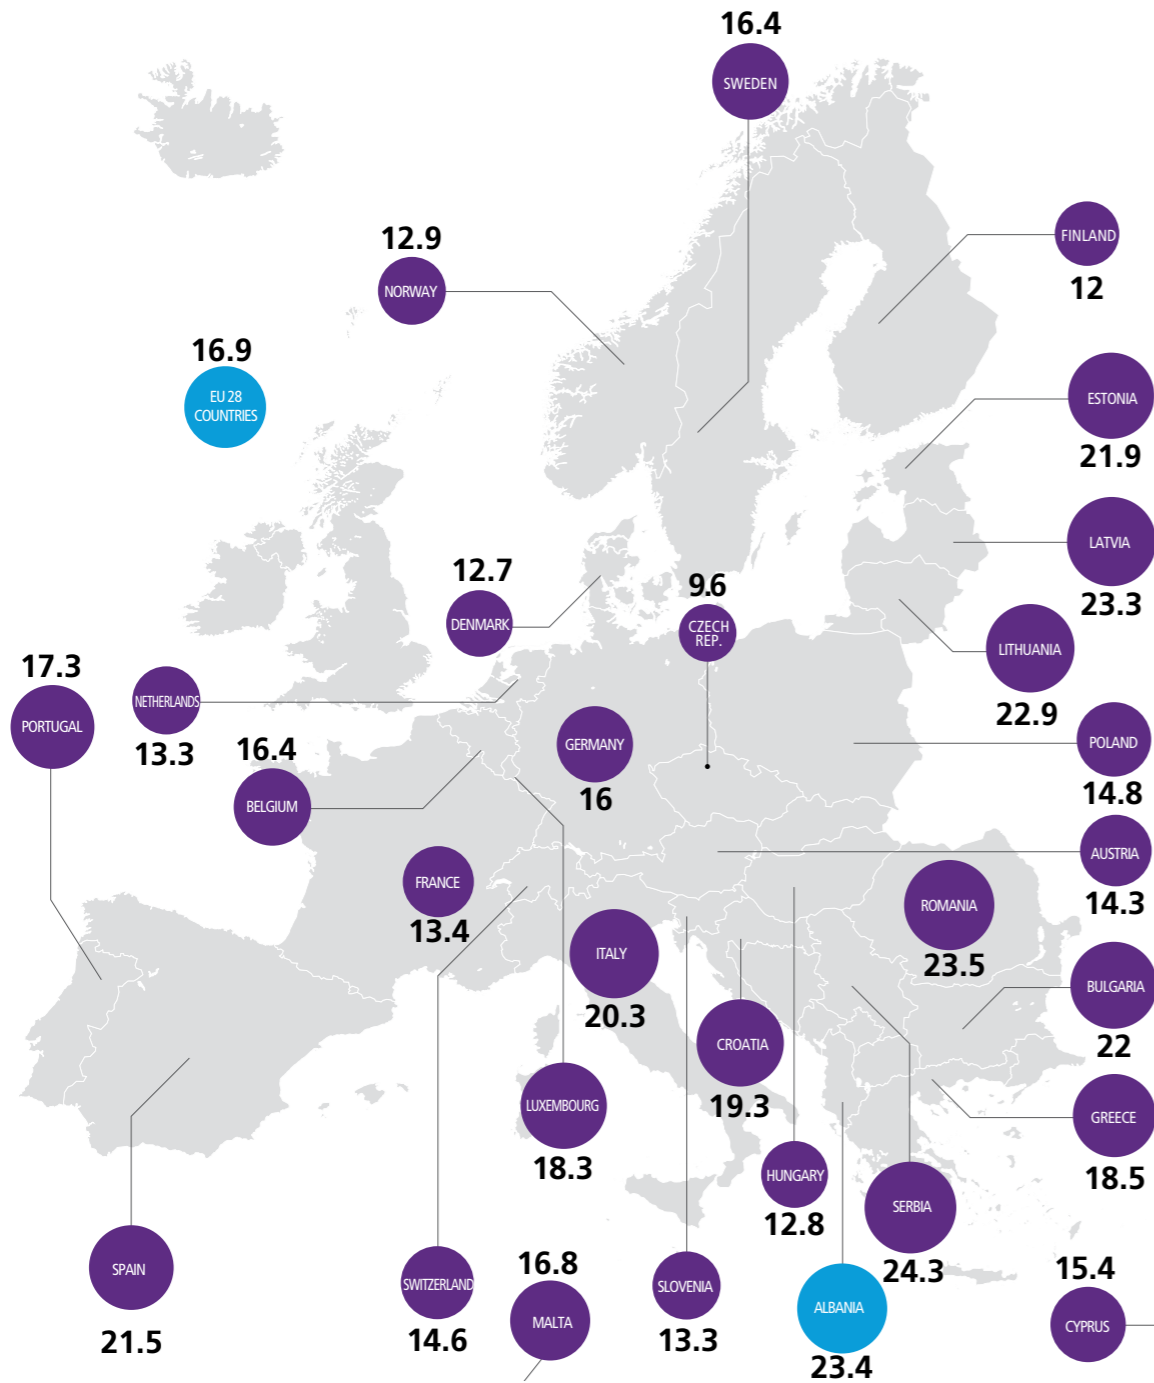 16.4
SWEDEN
12.9
NORWAY
FINLAND
12
16.9
EU 28
COUNTRIES
ESTONIA
21.9
LATVIA
23.3
12.7
DENMARK
9.6
CZECH
REP.
LITHUANIA
22.9
17.3
PORTUGAL
NETHERLANDS
13.3
GERMANY
16
POLAND
14.8
16.4
BELGIUM
AUSTRIA
14.3
FRANCE
13.4
ROMANIA
23.5
ITALY
20.3
BULGARIA
22
CROATIA
19.3
LUXEMBOURG
18.3
GREECE
18.5
HUNGARY
12.8
SERBIA
24.3
SPAIN
21.5
SWITZERLAND
14.6
16.8
MALTA
SLOVENIA
13.3
ALBANIA
23.4
15.4
CYPRUS